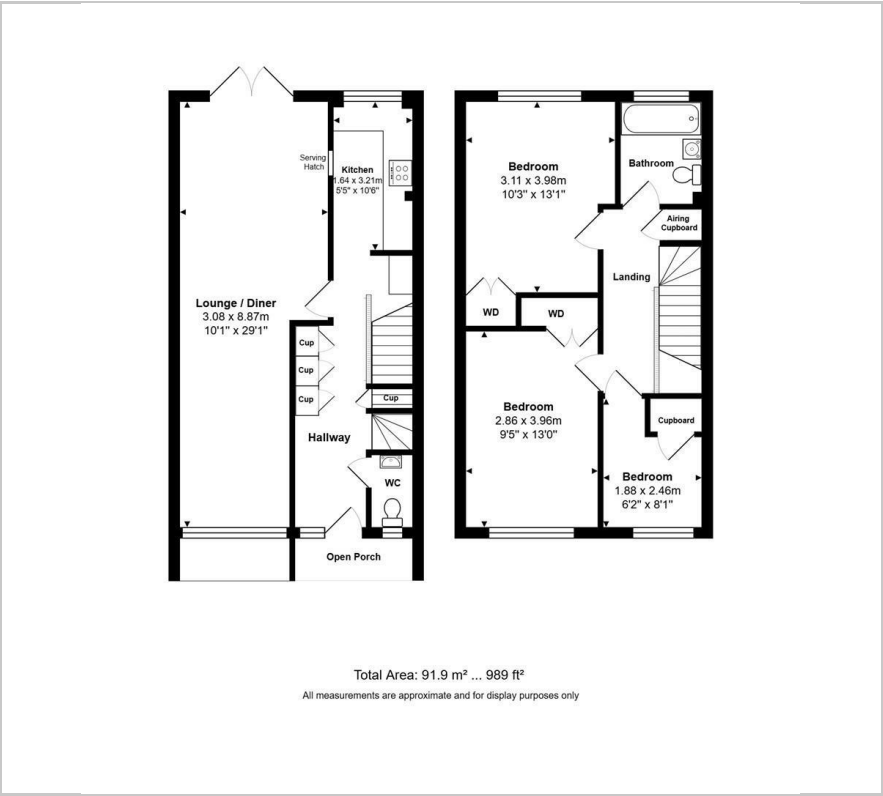 Serving
Hatch
Kitchen
1.64 x 3.21m
5'5" x 10'6"
Lounge / Diner
3.08 x 8.87m
10'1" x 29'1"
Cup
Cup
Cup
Cup
Hallway
WC
Open Porch
Bedroom
3.11 x 3.98m
10'3" x 13'1"
Bathroom
Airing
Cupboard
Landing
WD
WD
Bedroom
2.86 x 3.96m
9'5" x 13'0"
Cupboard
Bedroom
1.88 x 2.46m
6'2" x 8'1"
Total Area: 91.9 m² ... 989 ft²
All measurements are approximate and for display purposes only